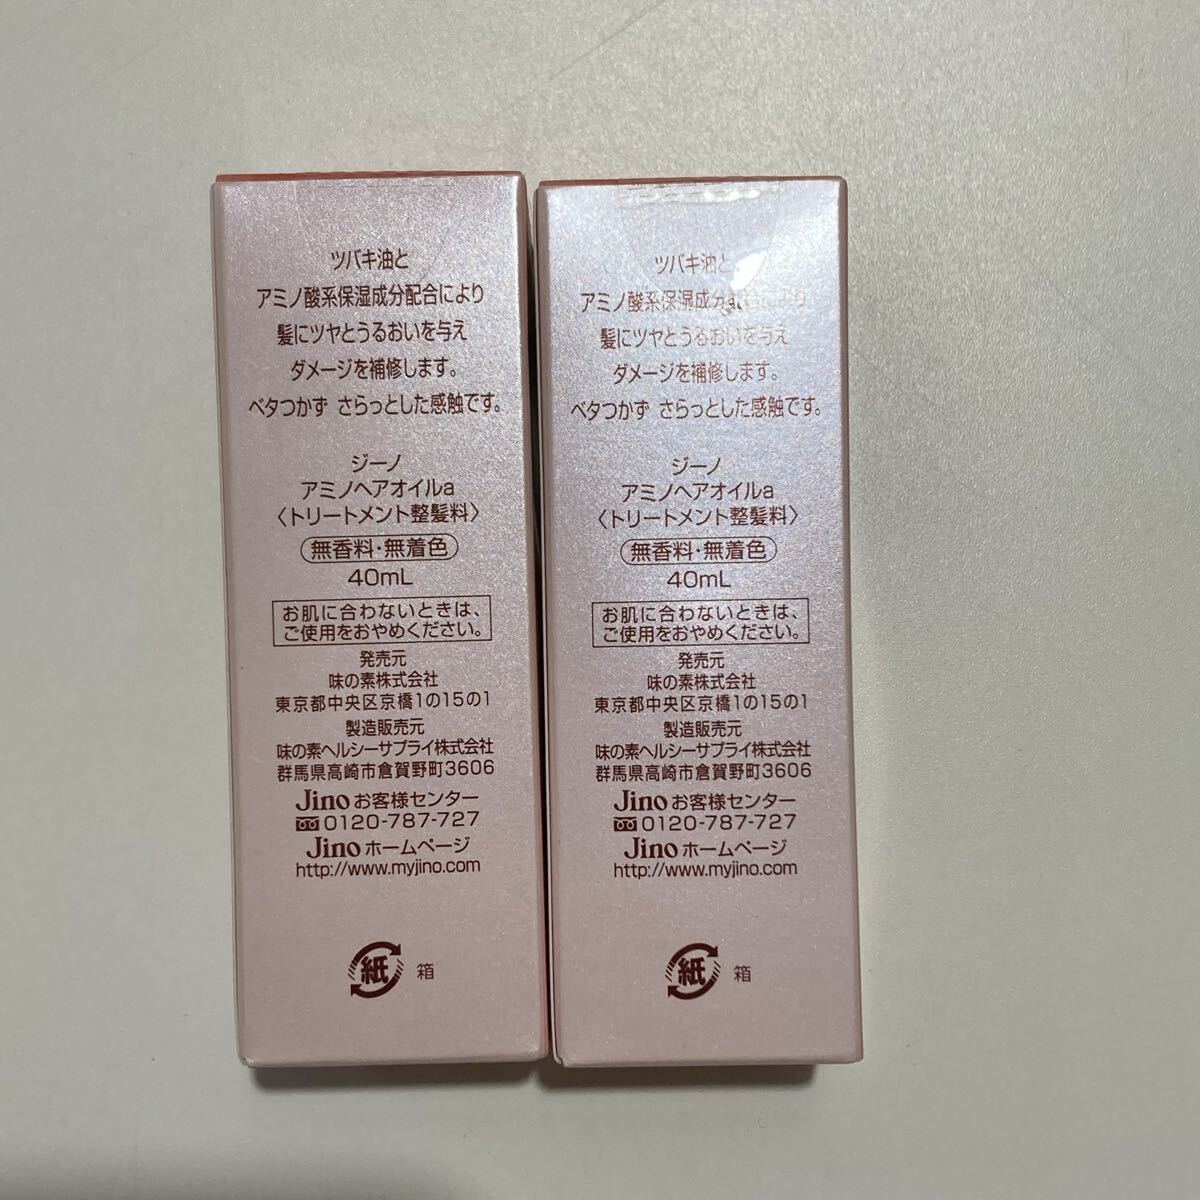 ツバキ油と
アミノ酸系保湿成分配合により
髪にツヤとうるおいを与え
ダメージを補修します。
ベタつかず さらっとした感触です。
ジーノ
アミノヘアオイルa
〈トリートメント整髪料〉
無香料・無着色
40mL
お肌に合わないときは、
ご使用をおやめください。
発売元
味の素株式会社
東京都中央区京橋1の15の1
製造販売元
味の素ヘルシーサプライ株式会社
群馬県高崎市倉賀野町3606
Jino お客様センター
0120-787-727
Jino ホームページ
http://www.myjino.com
紙 箱
ツバキ油と
アミノ酸系保湿成分配合により
髪にツヤとうるおいを与え
ダメージを補修します。
ベタつかず さらっとした感触です。
ジーノ
アミノヘアオイルa
〈トリートメント整髪料〉
無香料・無着色
40mL
お肌に合わないときは、
ご使用をおやめください。
発売元
味の素株式会社
東京都中央区京橋1の15の1
製造販売元
味の素ヘルシーサプライ株式会社
群馬県高崎市倉賀野町3606
Jino お客様センター
0120-787-727
Jino ホームページ
http://www.myjino.com
紙 箱